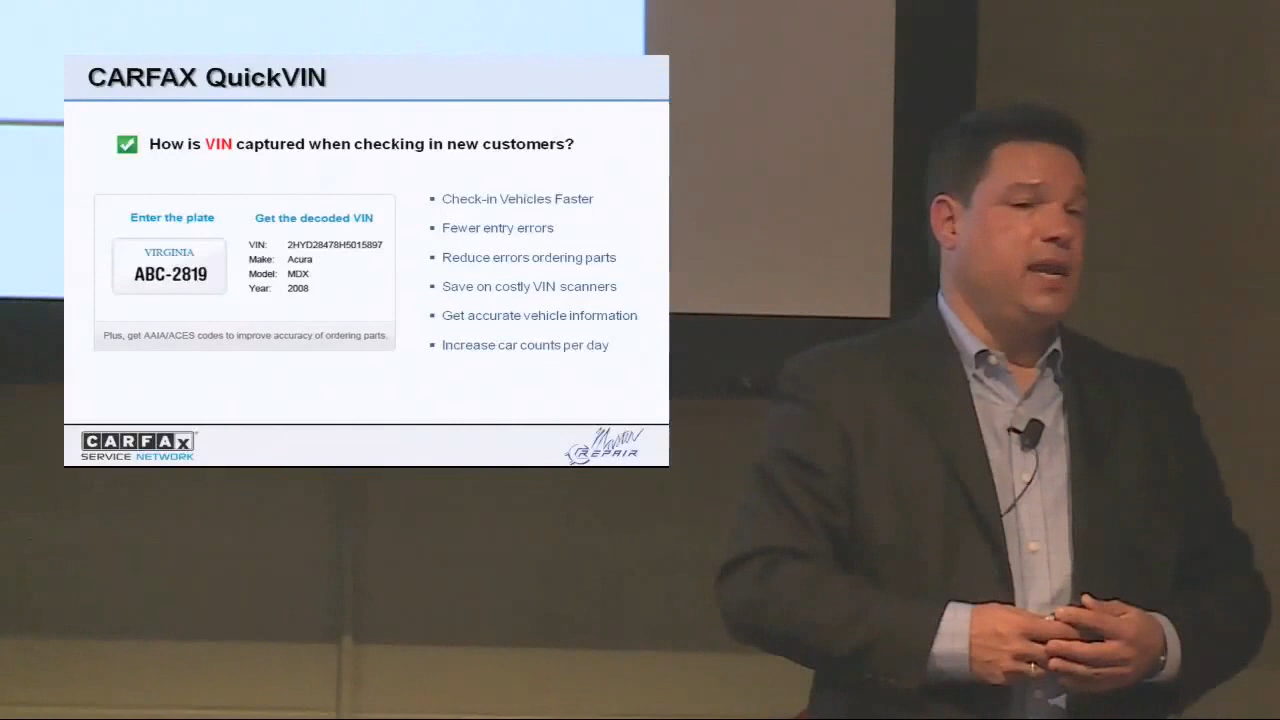 CARFAX QuickVIN
How is VIN captured when checking in new customers?
Enter the plate
VIRGINIA
ABC-2819
Get the decoded VIN
VIN: 2HYD28478H5015897
Make: Acura
Model: MDX
Year: 2008
Plus, get AAIA/ACES codes to improve accuracy of ordering parts.
Check-in Vehicles Faster
Fewer entry errors
Reduce errors ordering parts
Save on costly VIN scanners
Get accurate vehicle information
Increase car counts per day
CARFAX
SERVICE NETWORK
REPAIR